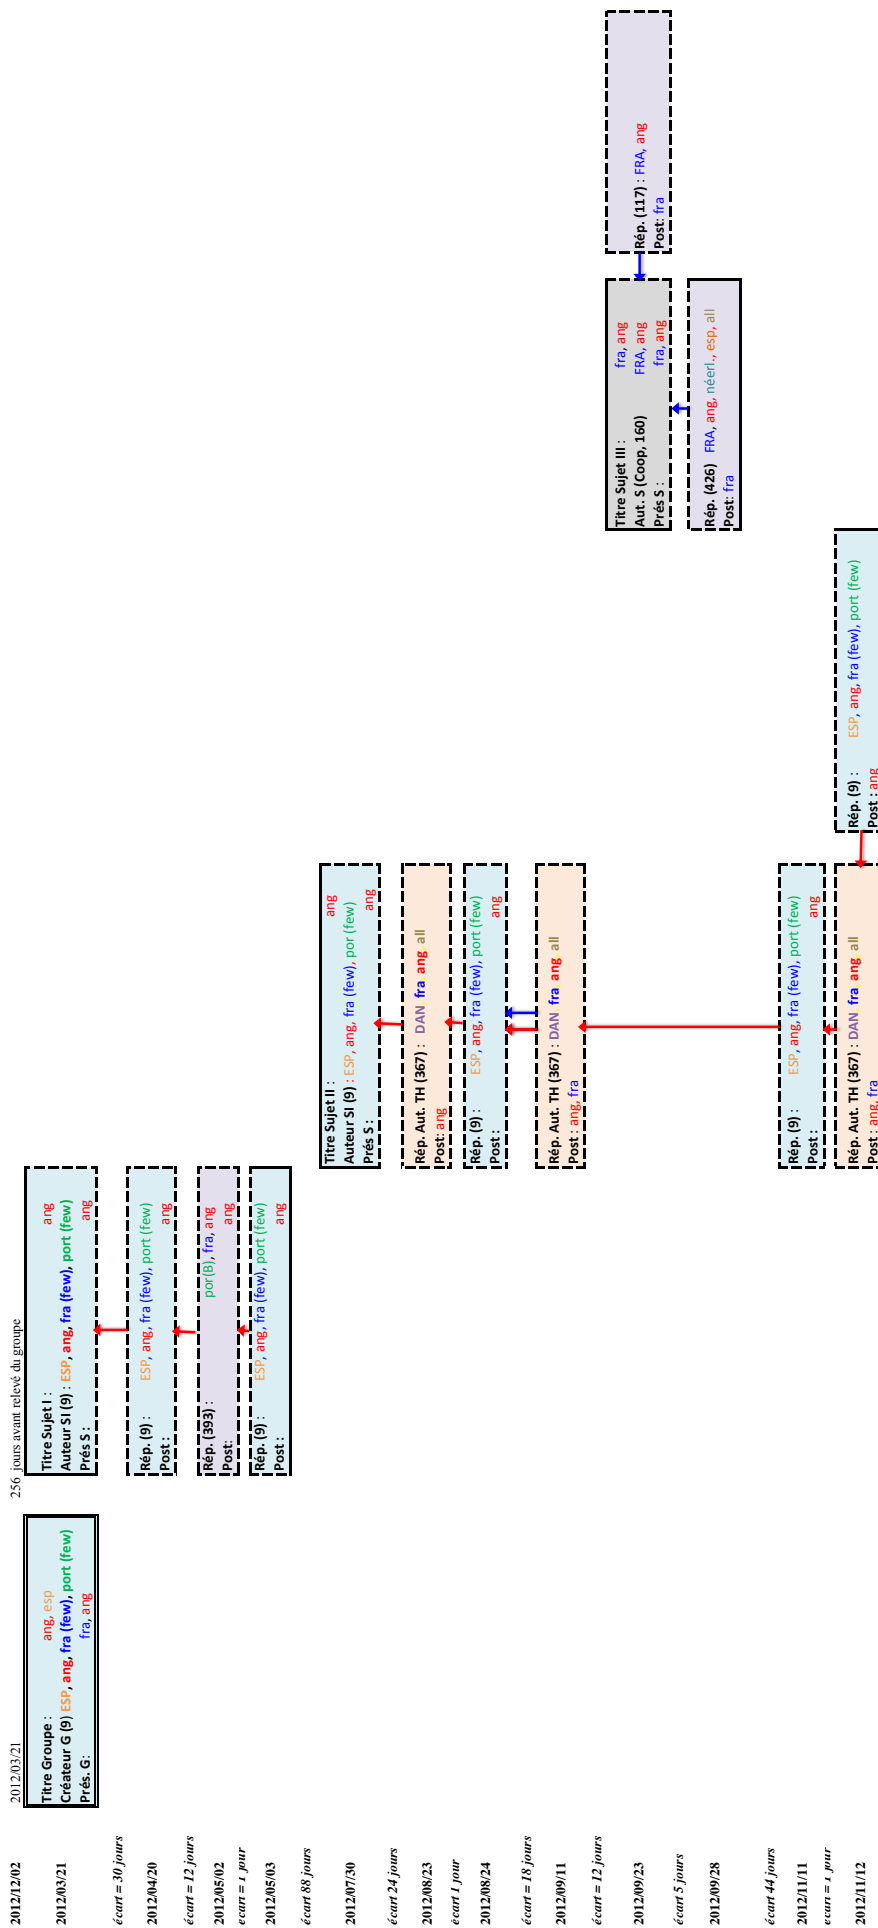 2012/12/02
2012/03/21
256 jours avant relevé du groupe
2012/03/21
écart = 30 jours
2012/04/20
écart = 12 jours
2012/05/02
écart = 1 jour
2012/05/03
écart 88 jours
2012/07/30
écart 24 jours
2012/08/23
écart 1 jour
2012/08/24
écart = 18 jours
2012/09/11
écart = 12 jours
2012/09/23
écart 5 jours
2012/09/28
écart 44 jours
2012/11/11
écart = 1 jour
2012/11/12
Titre Groupe : ang, esp
Créateur G (9) ESP, ang, fra (few), port (few)
Prés. G: fra, ang
Titre Sujet I : ang
Auteur SI (9) : ESP, ang, fra (few), port (few)
Prés S : ang
Rép. (9) : ESP, ang, fra (few), port (few)
Post : ang
Rép. (393) : por(B), fra, ang
Post: ang
Rép. (9) : ESP, ang, fra (few), port (few)
Post : ang
Titre Sujet II : ang
Auteur SI (9) : ESP, ang, fra (few), por (few)
Prés S : ang
Rép. Aut. TH (367) : DAN, fra, ang, all
Post: ang
Rép. (9) : ESP, ang, fra (few), port (few)
Post : ang
Rép. Aut. TH (367) : DAN, fra, ang, all
Post : ang, fra
Rép. (9) : ESP, ang, fra (few), port (few)
Post : ang
Rép. Aut. TH (367) : DAN, fra, ang, all
Post : ang, fra
Rép. (9) : ESP, ang, fra (few), port (few)
Post : ang
Titre Sujet III : fra, ang
Aut. S (Coop, 160) FRA, ang
Prés S : fra, ang
Rép. (426) FRA, ang, néerl., esp, all
Post: fra
Rép. (117) : FRA, ang
Post: fra